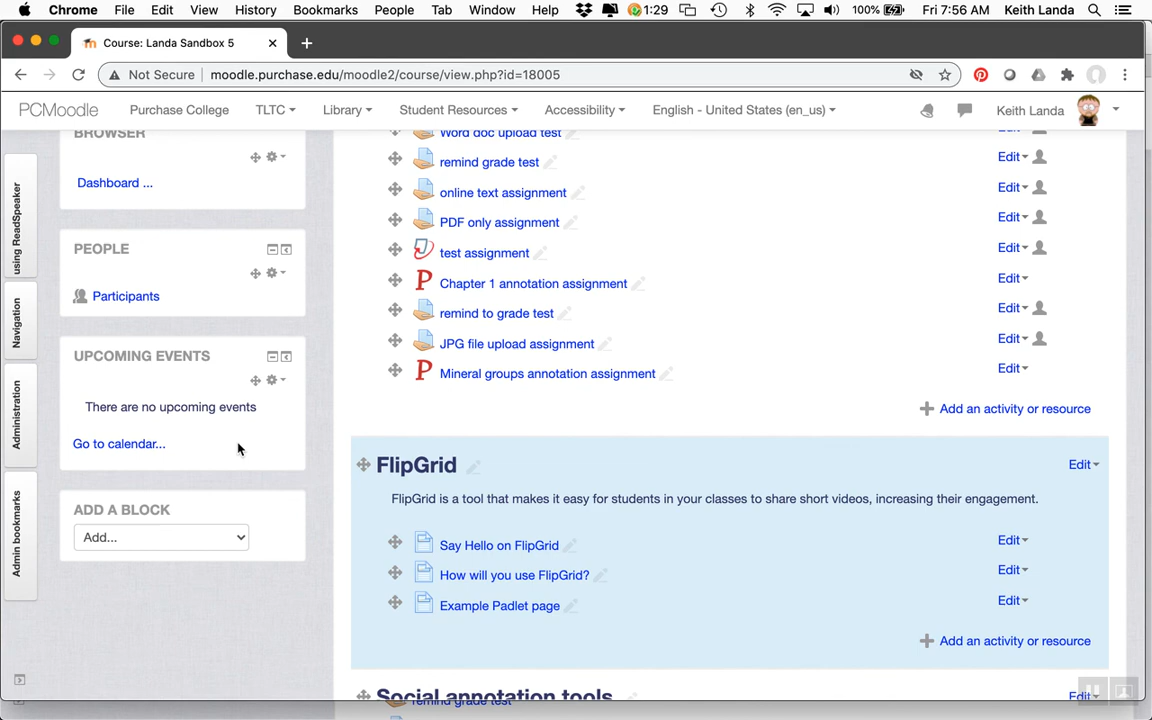 Chrome File Edit View History Bookmarks People Tab Window Help 1:29 100% Fri 7:56 AM Keith Landa
Course: Landa Sandbox 5
Not Secure moodle.purchase.edu/moodle2/course/view.php?id=18005
PCMoodle Purchase College TLTC Library Student Resources Accessibility English - United States (en_us) Keith Landa
BROWSER
Dashboard ...
PEOPLE
Participants
UPCOMING EVENTS
There are no upcoming events
Go to calendar...
ADD A BLOCK
Add...
using ReadSpeaker
Navigation
Administration
Admin bookmarks
Word doc upload test Edit
remind grade test Edit
online text assignment Edit
PDF only assignment Edit
test assignment Edit
Chapter 1 annotation assignment Edit
remind to grade test Edit
JPG file upload assignment Edit
Mineral groups annotation assignment Edit
Add an activity or resource
FlipGrid Edit
FlipGrid is a tool that makes it easy for students in your classes to share short videos, increasing their engagement.
Say Hello on FlipGrid Edit
How will you use FlipGrid? Edit
Example Padlet page Edit
Add an activity or resource
Social annotation tools Edit
remind grade test